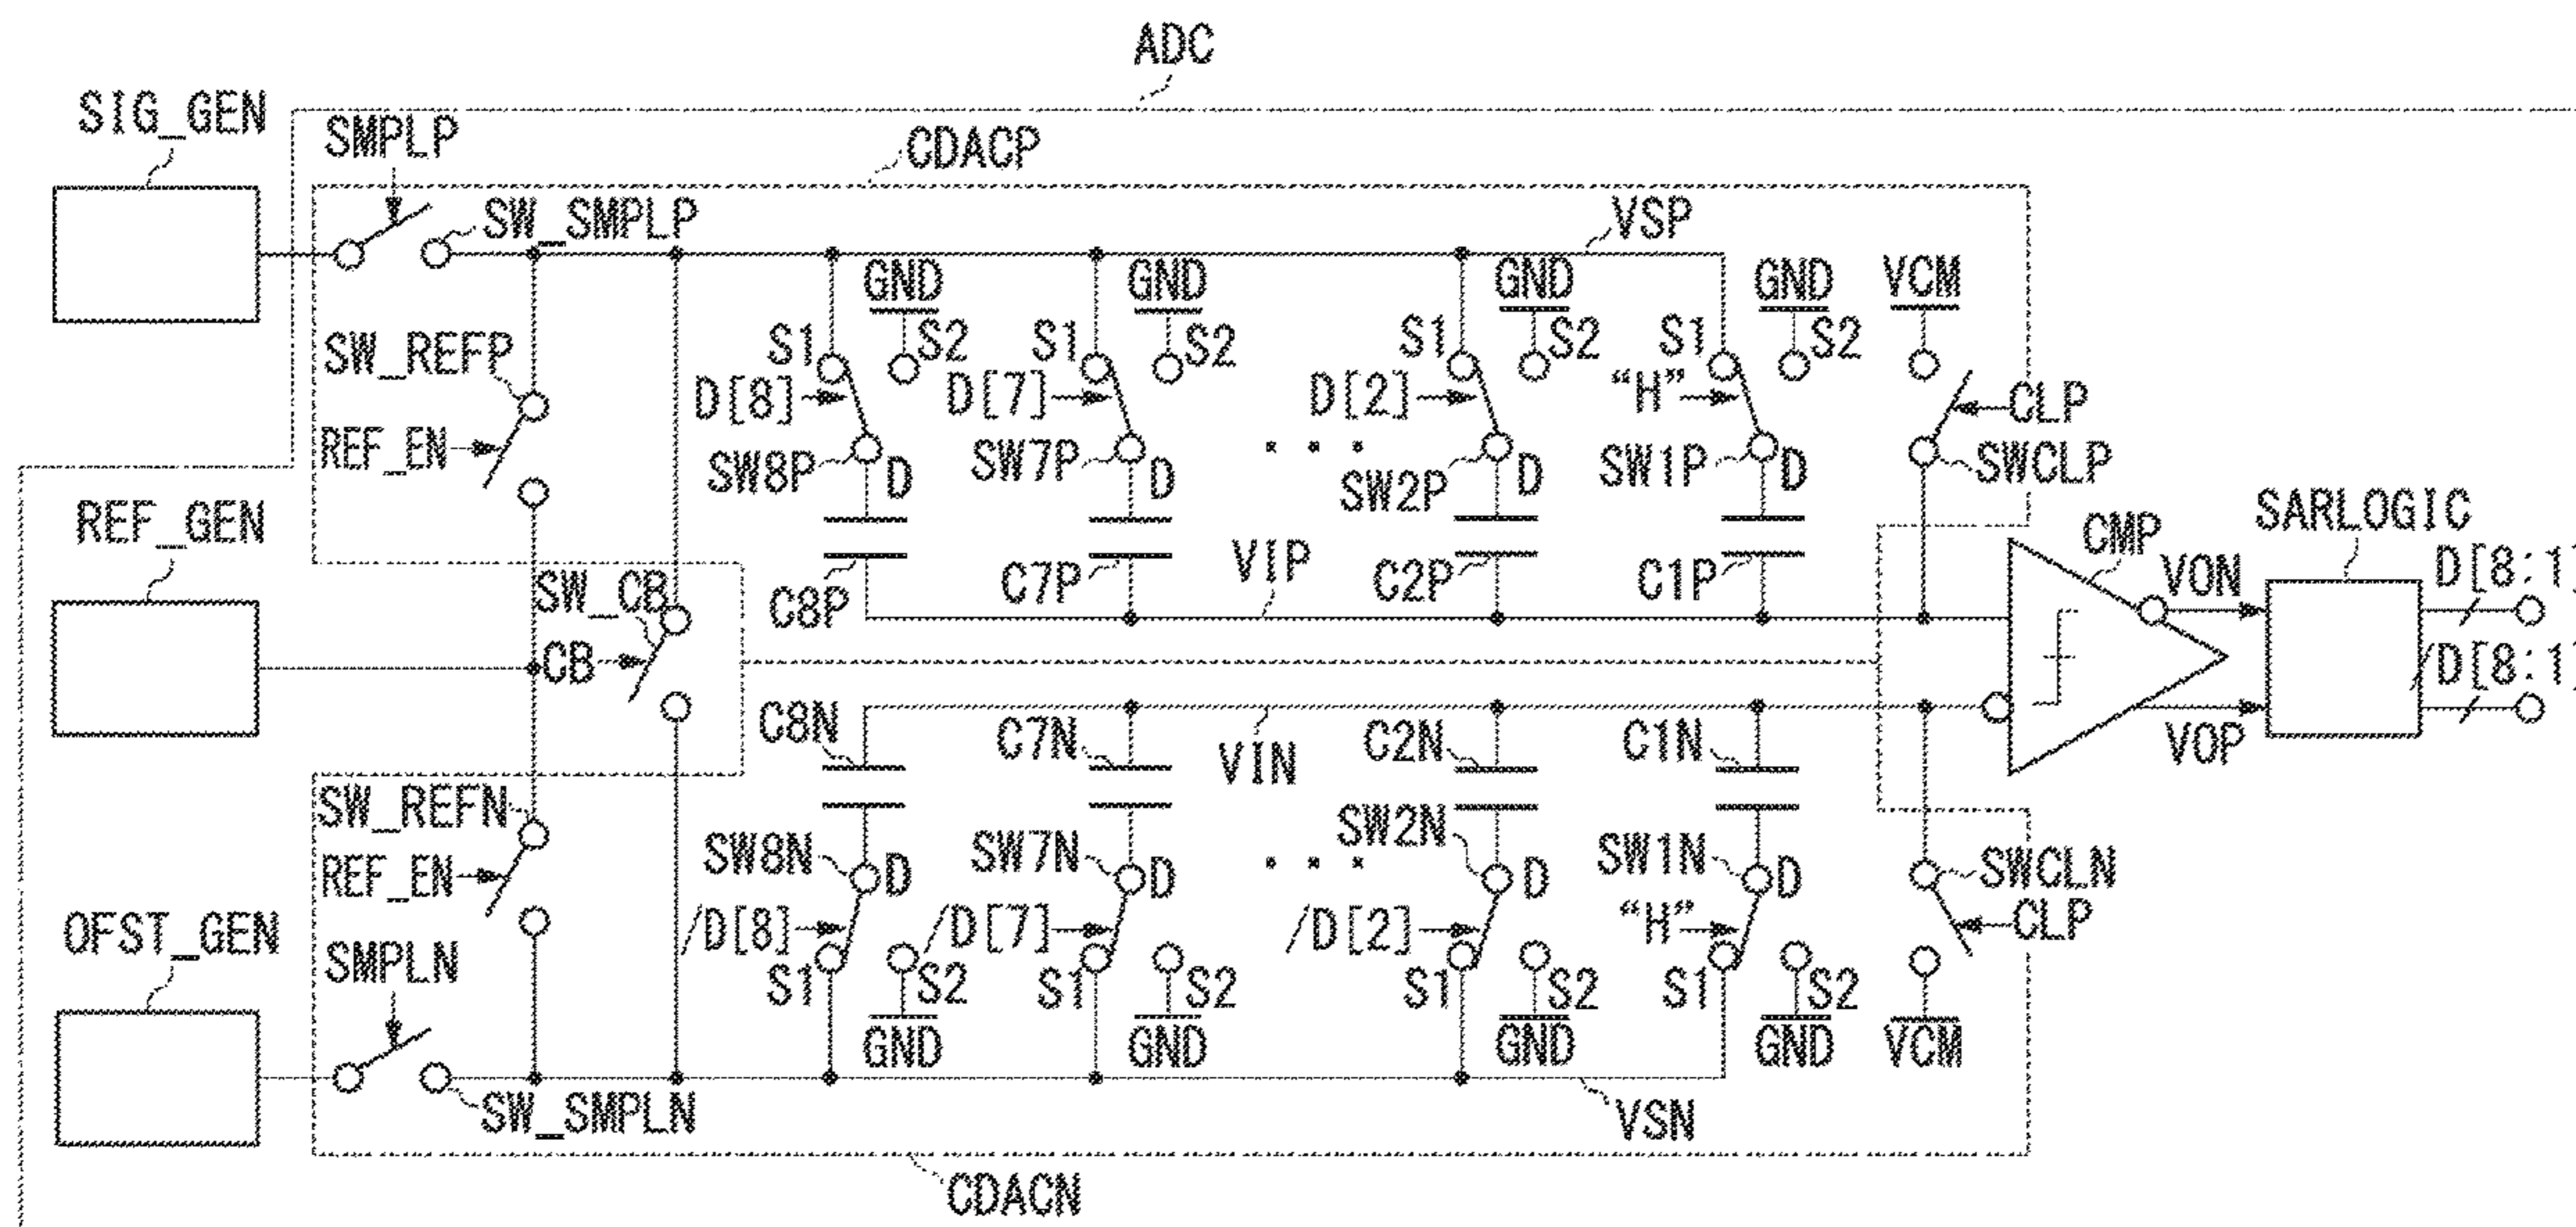 ADC
SIG_GEN
SMPLP
CDACP
SW_SMPLP
VSP
GND
GND
GND
GND
VCM
SW_REFP
S1
S2
S1
S2
S1
S2
S1
S2
D[8]
D[7]
D[2]
“H”
CLP
REF_EN
SW8P
D
SW7P
D
. . .
SW2P
D
SW1P
D
SWCLP
REF_GEN
SARLOGIC
CMP
VON
D[8:1]
C8P
C7P
VIP
C2P
C1P
SW_CB
CB
/D[8:1]
VOP
C8N
C7N
VIN
C2N
C1N
SW_REFN
REF_EN
SW8N
D
SW7N
D
. . .
SW2N
D
SW1N
D
SWCLN
OFST_GEN
SMPLN
/D[8]
/D[7]
/D[2]
“H”
CLP
S1
S2
S1
S2
S1
S2
S1
S2
GND
GND
GND
GND
VCM
SW_SMPLN
VSN
CDACN